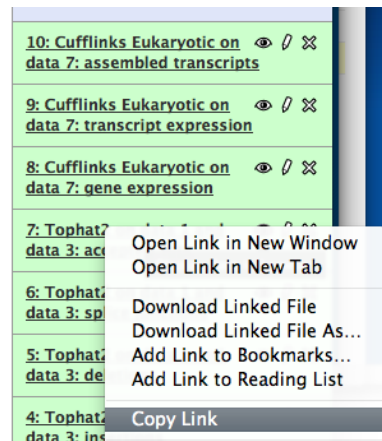 10: Cufflinks Eukaryotic on
data 7: assembled transcripts
9: Cufflinks Eukaryotic on
data 7: transcript expression
8: Cufflinks Eukaryotic on
data 7: gene expression
7: Tophat2
data 3:
Open Link in New Window
Open Link in New Tab
6: Tophat2
data 3:
Download Linked File
Download Linked File As...
5: Tophat2
Add Link to Bookmarks...
data 3:
Add Link to Reading List
4: Tophat2
Copy Link
data 3: